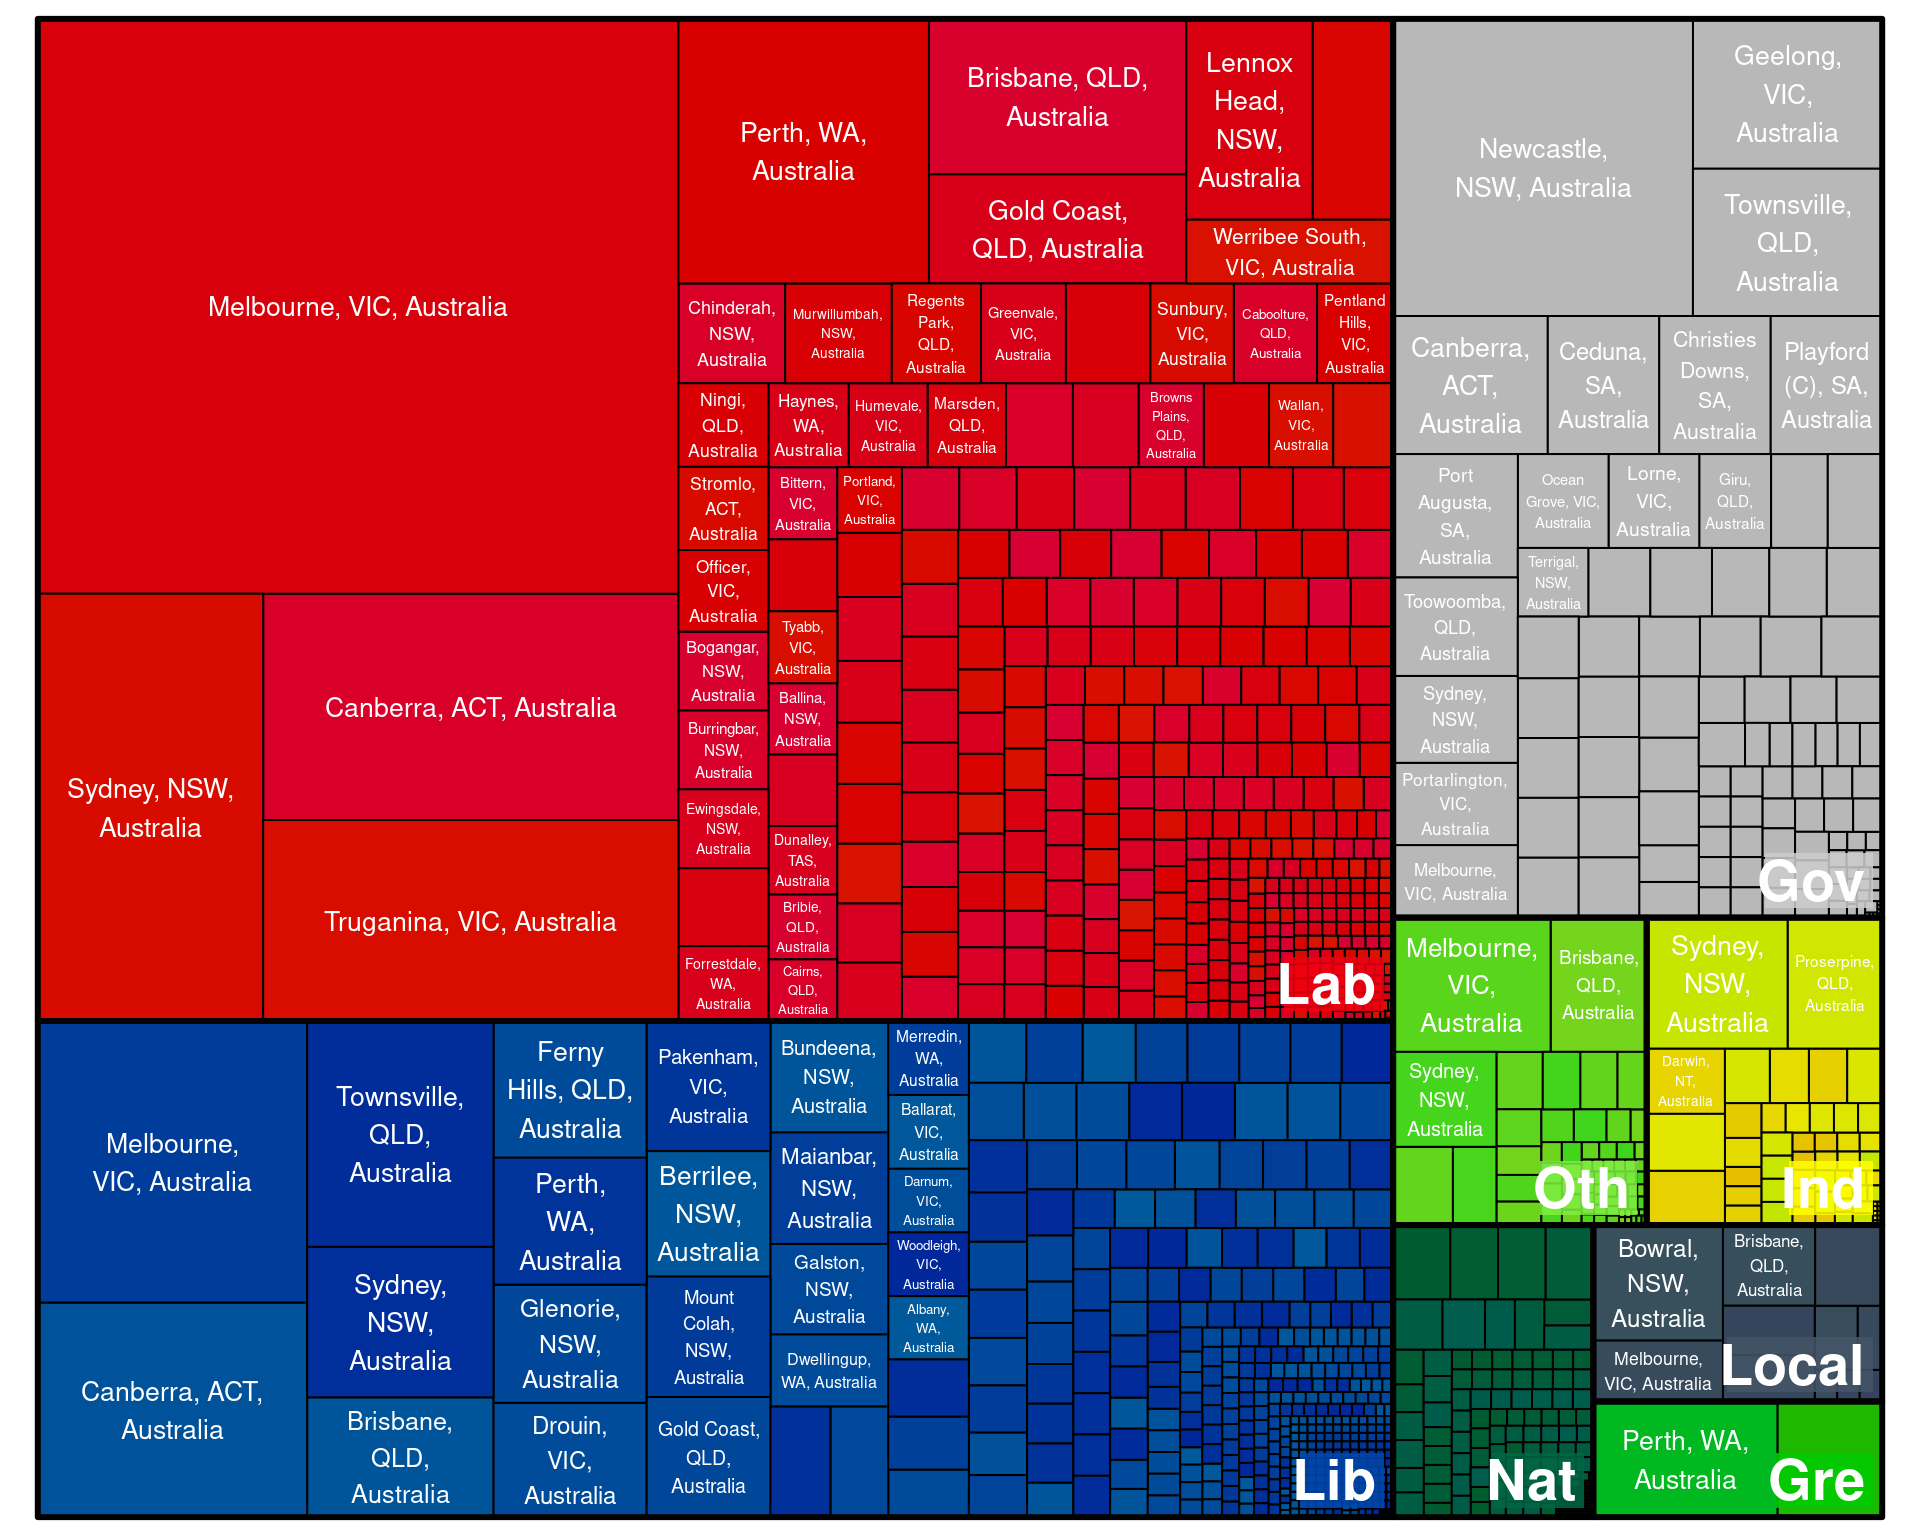 Melbourne, VIC, Australia
Sydney, NSW,
Australia
Canberra, ACT, Australia
Truganina, VIC, Australia
Perth, WA,
Australia
Brisbane, QLD,
Australia
Gold Coast,
QLD, Australia
Lennox
Head,
NSW,
Australia
Werribee South,
VIC, Australia
Chinderah,
NSW,
Australia
Murwillumbah,
NSW,
Australia
Regents
Park,
QLD,
Australia
Greenvale,
VIC,
Australia
Sunbury,
VIC,
Australia
Caboolture,
QLD,
Australia
Pentland
Hills,
VIC,
Australia
Ningi,
QLD,
Australia
Haynes,
WA,
Australia
Humevale,
VIC,
Australia
Marsden,
QLD,
Australia
Browns
Plains,
QLD,
Australia
Wallan,
VIC,
Australia
Stromlo,
ACT,
Australia
Bittern,
VIC,
Australia
Portland,
VIC,
Australia
Officer,
VIC,
Australia
Tyabb,
VIC,
Australia
Bogangar,
NSW,
Australia
Ballina,
NSW,
Australia
Burringbar,
NSW,
Australia
Ewingsdale,
NSW,
Australia
Dunalley,
TAS,
Australia
Bribie,
QLD,
Australia
Forrestdale,
WA,
Australia
Cairns,
QLD,
Australia
Lab
Newcastle,
NSW, Australia
Geelong,
VIC,
Australia
Townsville,
QLD,
Australia
Canberra,
ACT,
Australia
Ceduna,
SA,
Australia
Christies
Downs,
SA,
Australia
Playford
(C), SA,
Australia
Port
Augusta,
SA,
Australia
Ocean
Grove, VIC,
Australia
Lorne,
VIC,
Australia
Giru,
QLD,
Australia
Terrigal,
NSW,
Australia
Toowoomba,
QLD,
Australia
Sydney,
NSW,
Australia
Portarlington,
VIC,
Australia
Melbourne,
VIC, Australia
Gov
Melbourne,
VIC,
Australia
Brisbane,
QLD,
Australia
Sydney,
NSW,
Australia
Oth
Sydney,
NSW,
Australia
Proserpine,
QLD,
Australia
Darwin,
NT,
Australia
Ind
Melbourne,
VIC, Australia
Canberra, ACT,
Australia
Townsville,
QLD,
Australia
Sydney,
NSW,
Australia
Brisbane,
QLD,
Australia
Ferny
Hills, QLD,
Australia
Perth,
WA,
Australia
Glenorie,
NSW,
Australia
Drouin,
VIC,
Australia
Pakenham,
VIC,
Australia
Berrilee,
NSW,
Australia
Mount
Colah,
NSW,
Australia
Gold Coast,
QLD,
Australia
Bundeena,
NSW,
Australia
Maianbar,
NSW,
Australia
Galston,
NSW,
Australia
Dwellingup,
WA, Australia
Merredin,
WA,
Australia
Ballarat,
VIC,
Australia
Darnum,
VIC,
Australia
Woodleigh,
VIC,
Australia
Albany,
WA,
Australia
Lib
Nat
Bowral,
NSW,
Australia
Brisbane,
QLD,
Australia
Melbourne,
VIC, Australia
Local
Perth, WA,
Australia
Gre